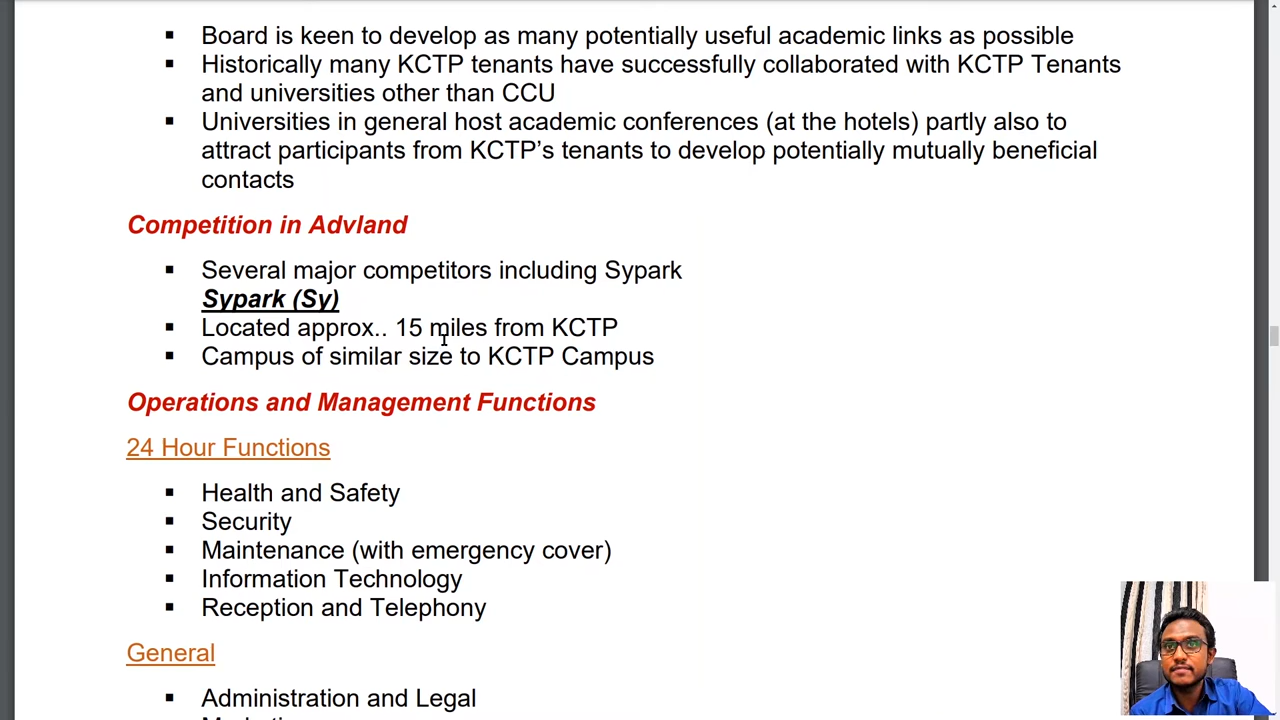 ▪ Board is keen to develop as many potentially useful academic links as possible
▪ Historically many KCTP tenants have successfully collaborated with KCTP Tenants
and universities other than CCU
▪ Universities in general host academic conferences (at the hotels) partly also to
attract participants from KCTP’s tenants to develop potentially mutually beneficial
contacts
Competition in Advland
▪ Several major competitors including Sypark
Sypark (Sy)
▪ Located approx.. 15 miles from KCTP
▪ Campus of similar size to KCTP Campus
Operations and Management Functions
24 Hour Functions
▪ Health and Safety
▪ Security
▪ Maintenance (with emergency cover)
▪ Information Technology
▪ Reception and Telephony
General
▪ Administration and Legal